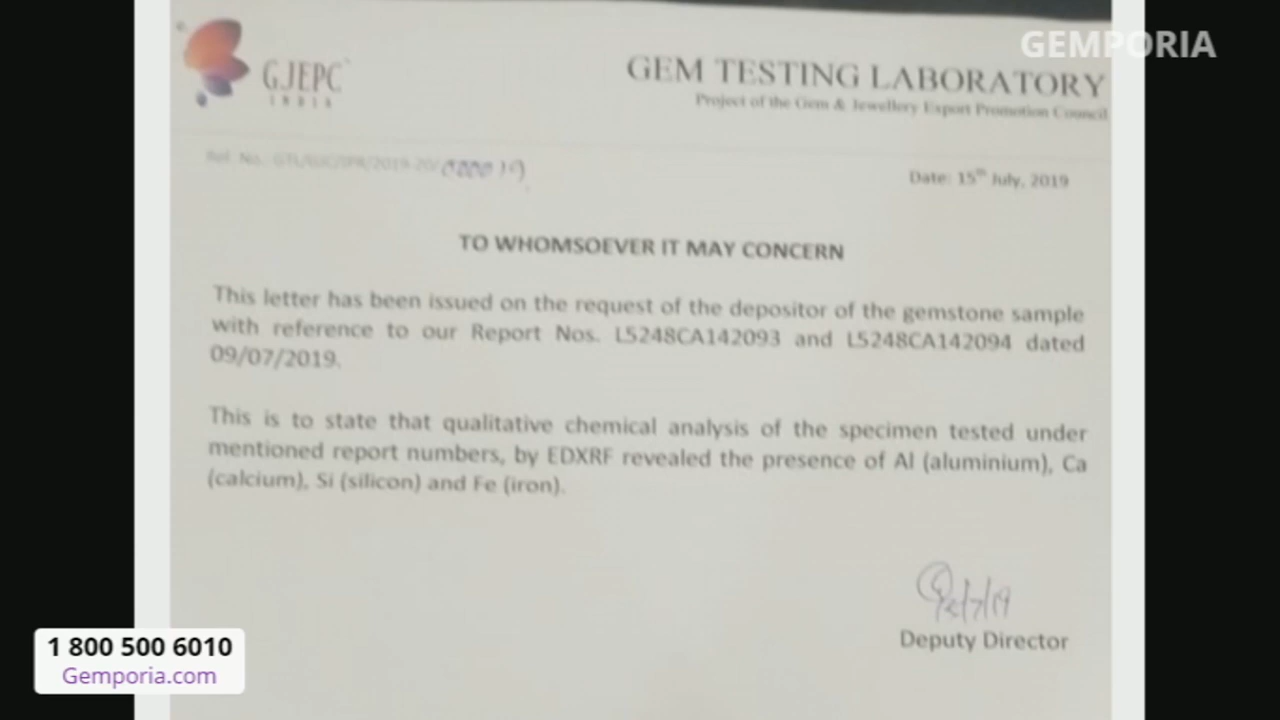 GEMPORIA
GJEPC
INDIA
GEM TESTING LABORATORY
Project of the Gem & Jewellery Export Promotion Council
Ref. No.
Date: 15th July, 2019
TO WHOMSOEVER IT MAY CONCERN
This letter has been issued on the request of the depositor of the gemstone sample
with reference to our Report Nos. L5248CA142093 and L5248CA142094 dated
09/07/2019.
This is to state that qualitative chemical analysis of the specimen tested under
mentioned report numbers, by EDXRF revealed the presence of Al (aluminium), Ca
(calcium), Si (silicon) and Fe (iron).
Deputy Director
1 800 500 6010
Gemporia.com